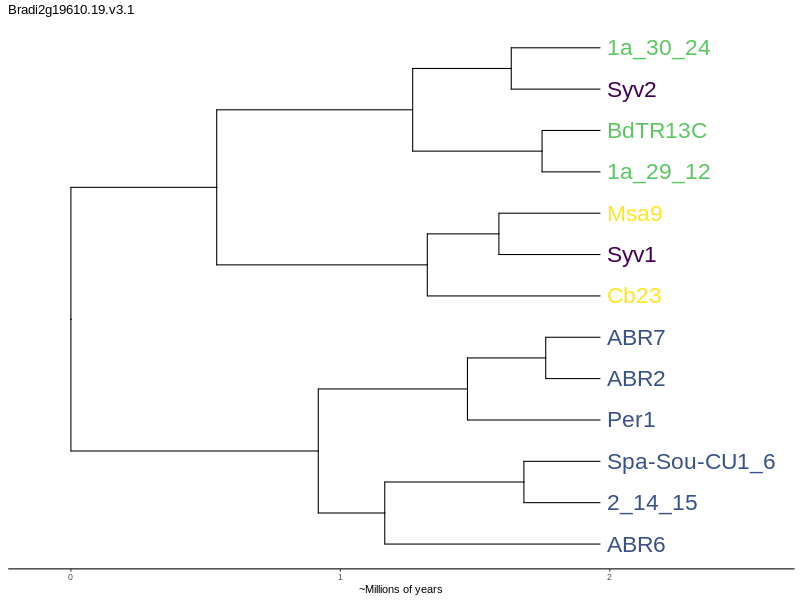 Bradi2g19610.19.v3.1
1a_30_24
Syv2
BdTR13C
1a_29_12
Msa9
Syv1
Cb23
ABR7
ABR2
Per1
Spa-Sou-CU1_6
2_14_15
ABR6
0 1 2
~Millions of years